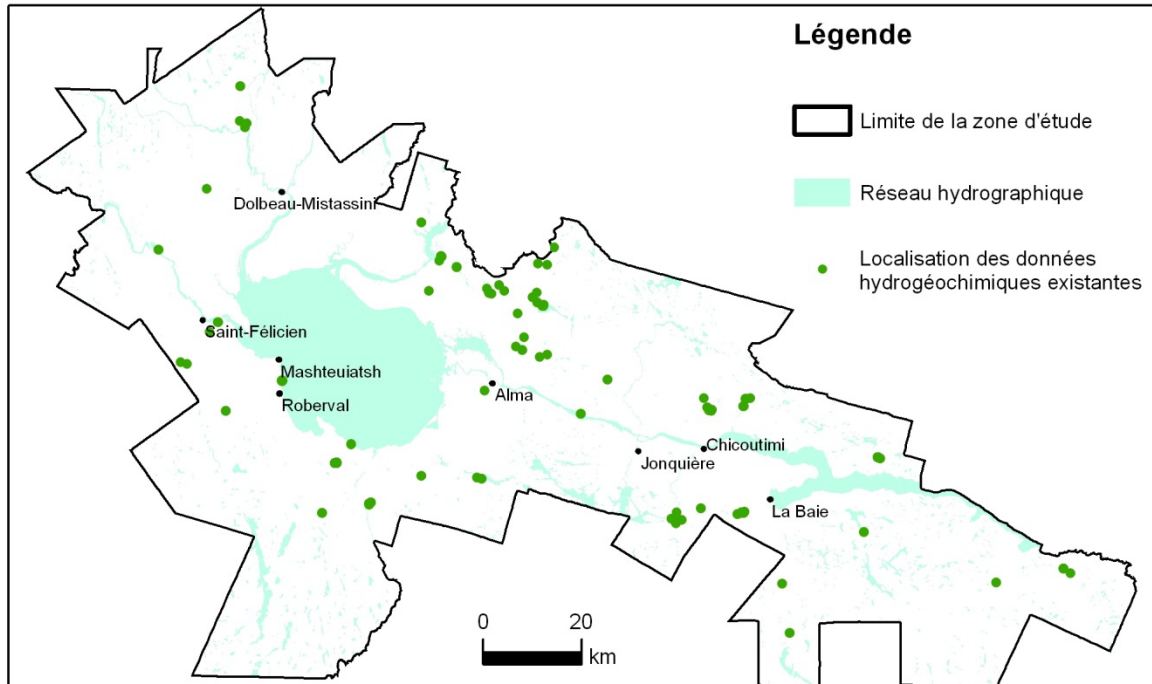 Légende
Limite de la zone d'étude
Réseau hydrographique
Localisation des données
hydrogéochimiques existantes
Dolbeau-Mistassini
Saint-Félicien
Mashteuiatsh
Roberval
Alma
Chicoutimi
Jonquière
La Baie
0 20
km